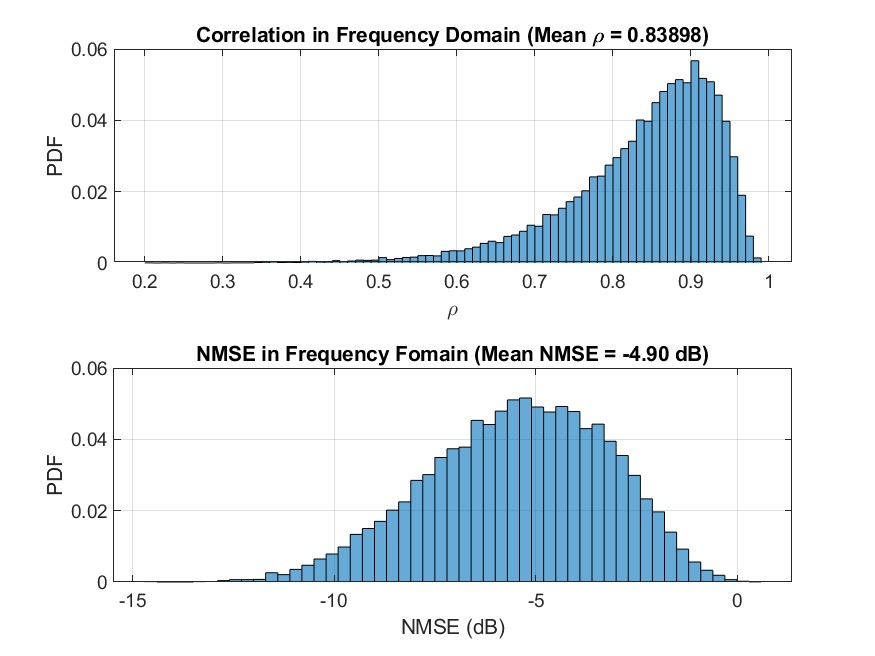 Correlation in Frequency Domain (Mean ρ = 0.83898)
0.06
0.04
0.02
0
PDF
0.2 0.3 0.4 0.5 0.6 0.7 0.8 0.9 1
ρ
NMSE in Frequency Fomain (Mean NMSE = -4.90 dB)
0.06
0.04
0.02
0
PDF
-15 -10 -5 0
NMSE (dB)